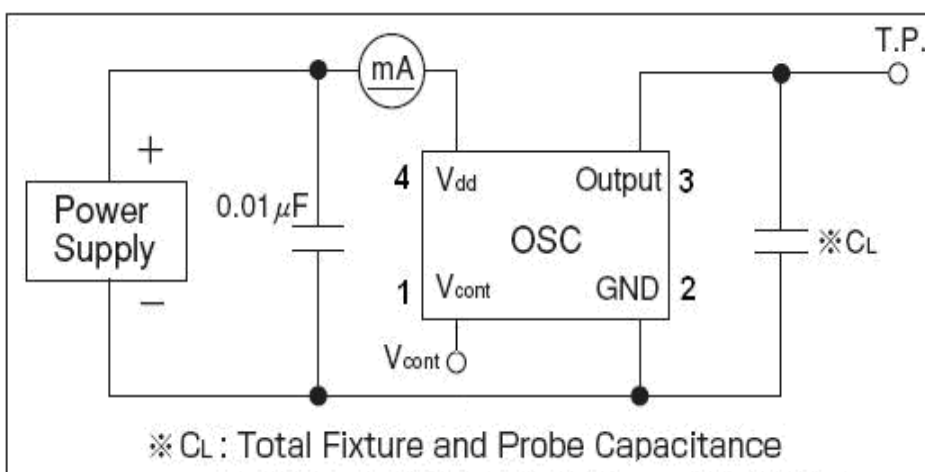 T.P.
mA
+
4 Vdd Output 3
Power
Supply
0.01μF
OSC
※CL
1 Vcont GND 2
−
Vcont
※CL : Total Fixture and Probe Capacitance